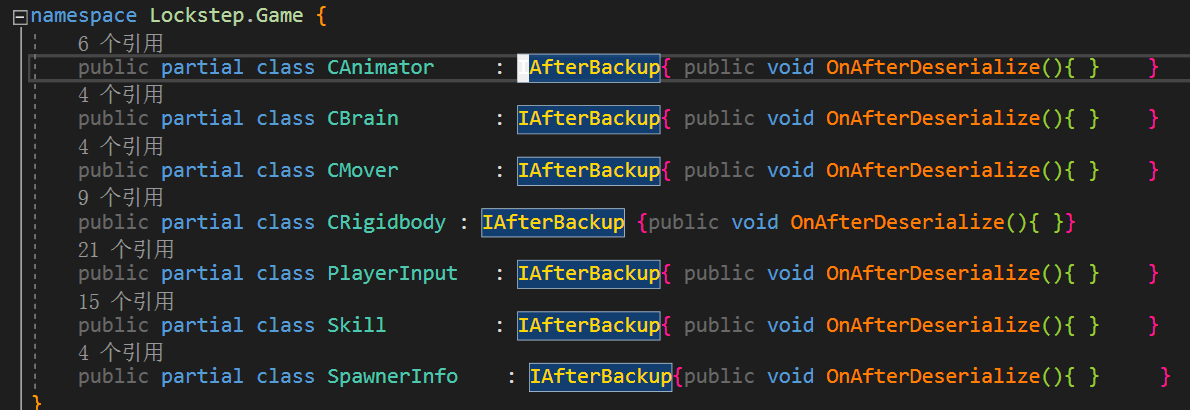 namespace Lockstep.Game {
6 个引用
public partial class CAnimator : IAfterBackup{ public void OnAfterDeserialize(){ } }
4 个引用
public partial class CBrain : IAfterBackup{ public void OnAfterDeserialize(){ } }
4 个引用
public partial class CMover : IAfterBackup{ public void OnAfterDeserialize(){ } }
9 个引用
public partial class CRigidbody : IAfterBackup {public void OnAfterDeserialize(){ }}
21 个引用
public partial class PlayerInput : IAfterBackup{ public void OnAfterDeserialize(){ } }
15 个引用
public partial class Skill : IAfterBackup{ public void OnAfterDeserialize(){ } }
4 个引用
public partial class SpawnerInfo : IAfterBackup{public void OnAfterDeserialize(){ } }
}